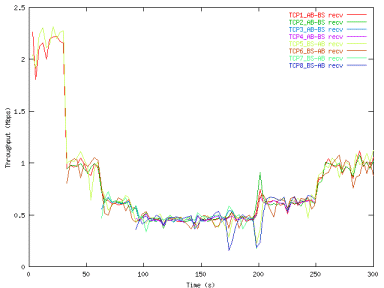 2.5
2
1.5
1
0.5
0
0 50 100 150 200 250 300
Throughput (Mbps)
Time (s)
TCP1_AB-BS recv
TCP2_AB-BS recv
TCP3_AB-BS recv
TCP4_AB-BS recv
TCP5_BS-AB recv
TCP6_BS-AB recv
TCP7_BS-AB recv
TCP8_BS-AB recv